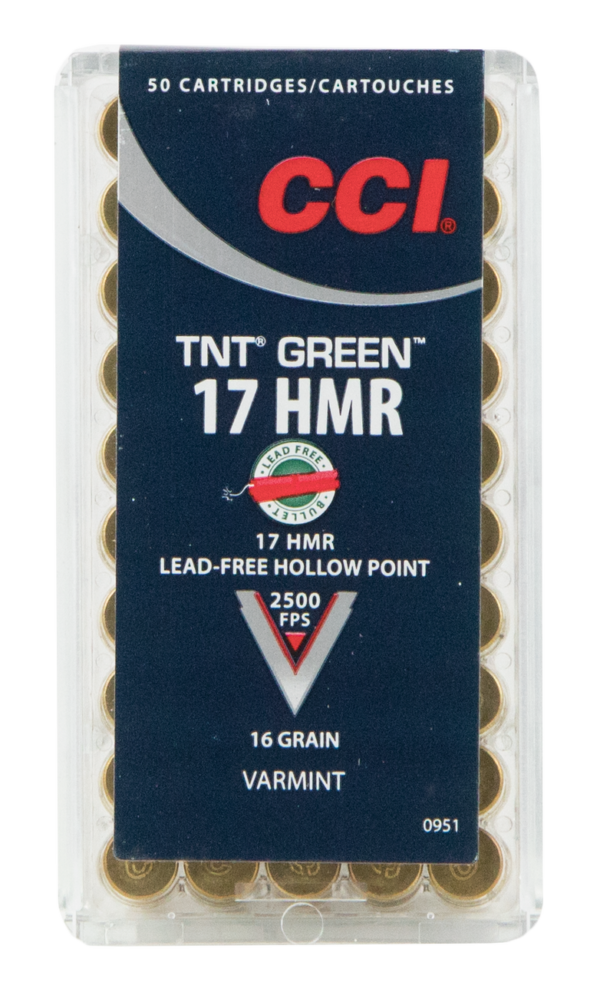 50 CARTRIDGES/CARTOUCHES
CCI®
TNT® GREEN™
17 HMR
LEAD FREE
BULLET
17 HMR
LEAD-FREE HOLLOW POINT
2500
FPS
16 GRAIN
VARMINT
0951